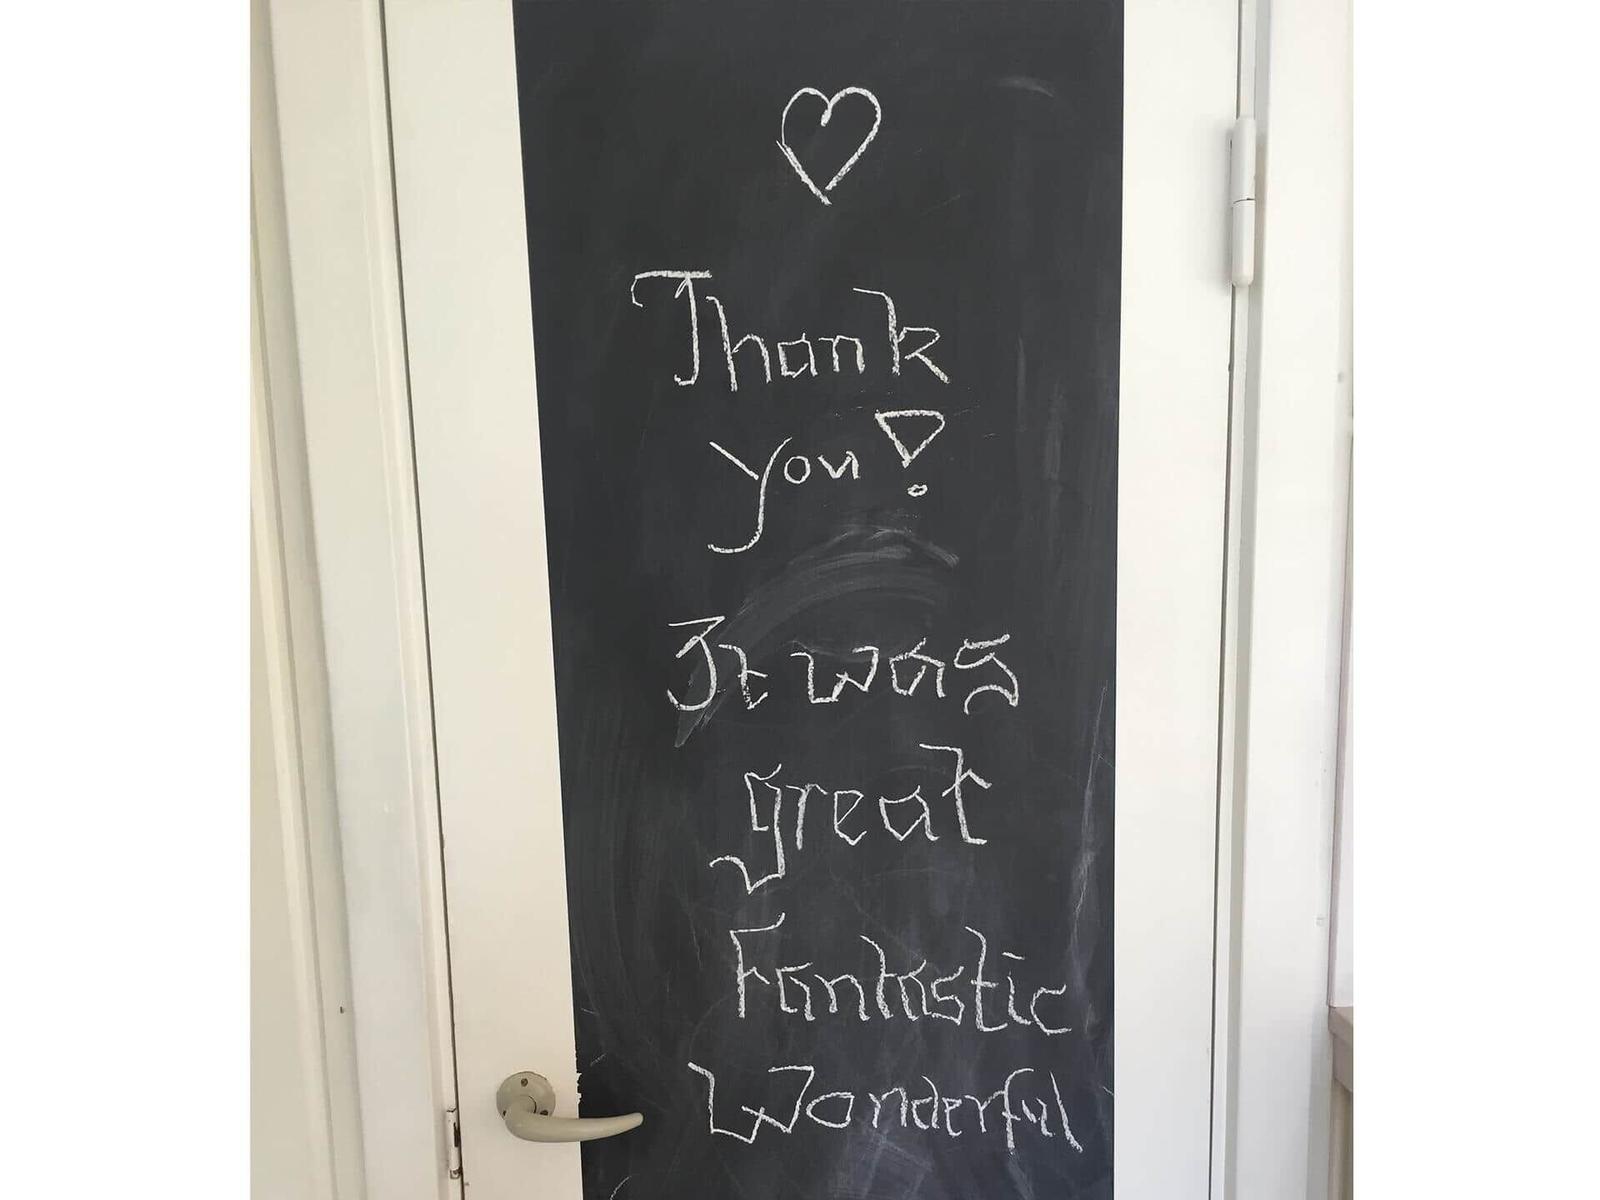 Thank
you!
It was
great
Fantastic
Wonderful